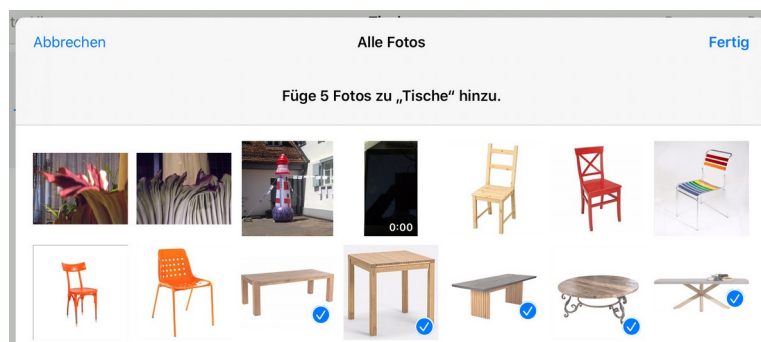 Abbrechen
Alle Fotos
Fertig
Füge 5 Fotos zu „Tische“ hinzu.
0:00